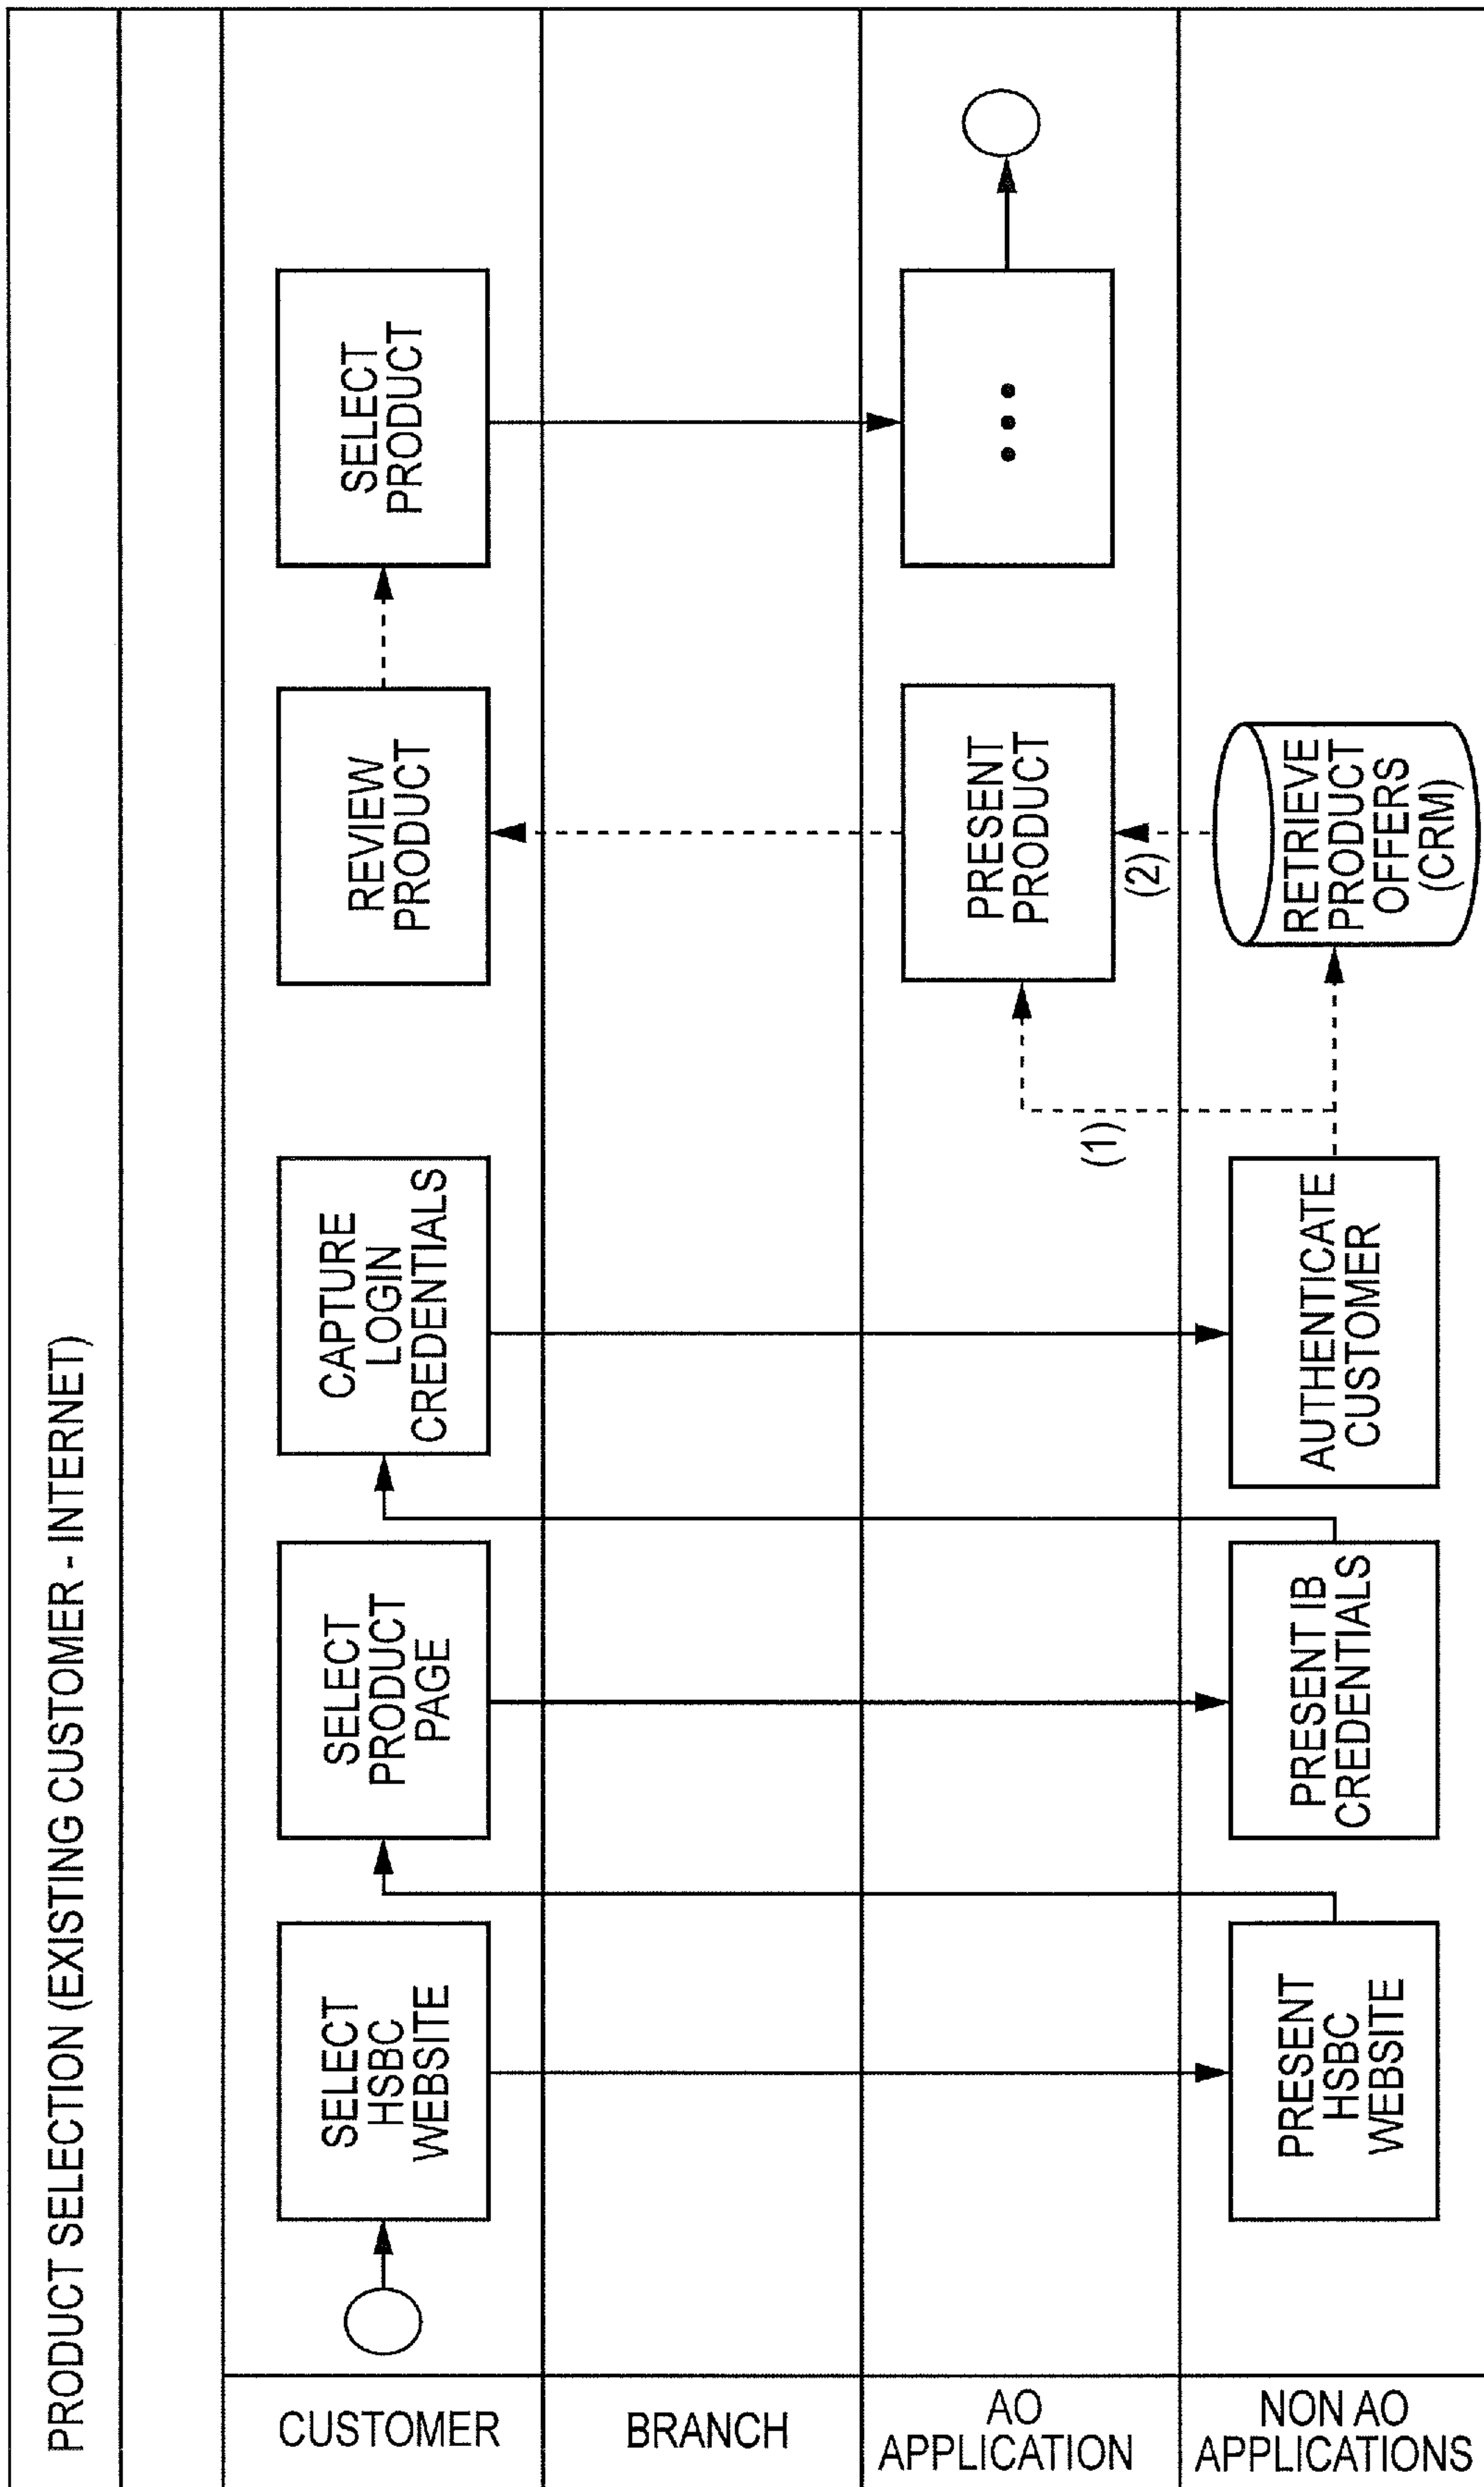 PRODUCT SELECTION (EXISTING CUSTOMER - INTERNET)
CUSTOMER
SELECT
HSBC
WEBSITE
SELECT
PRODUCT
PAGE
CAPTURE
LOGIN
CREDENTIALS
REVIEW
PRODUCT
SELECT
PRODUCT
BRANCH
AO
APPLICATION
(1)
PRESENT
PRODUCT
(2)
•••
NON AO
APPLICATIONS
PRESENT
HSBC
WEBSITE
PRESENT IB
CREDENTIALS
AUTHENTICATE
CUSTOMER
RETRIEVE
PRODUCT
OFFERS
(CRM)